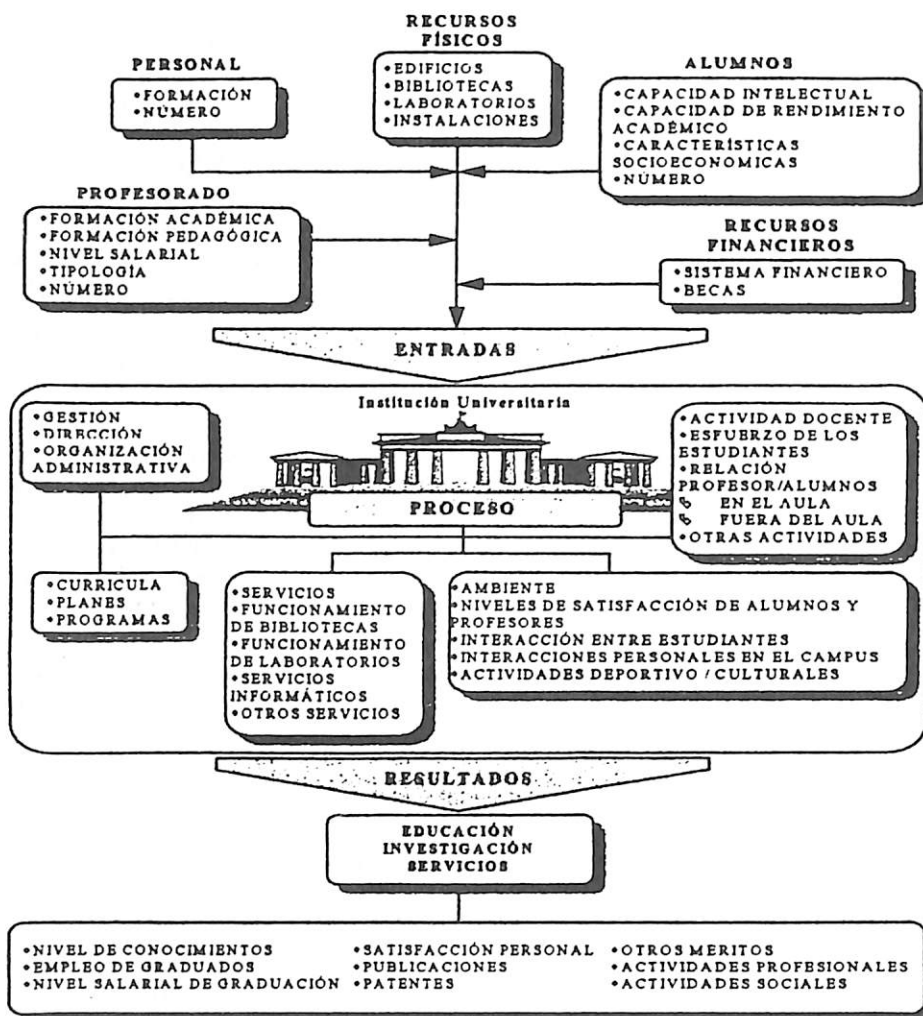 RECURSOS
FÍSICOS
•EDIFICIOS
•BIBLIOTECAS
•LABORATORIOS
•INSTALACIONES
PERSONAL
•FORMACIÓN
•NÚMERO
ALUMNOS
•CAPACIDAD INTELECTUAL
•CAPACIDAD DE RENDIMIENTO
ACADÉMICO
•CARACTERÍSTICAS
SOCIOECONOMICAS
•NÚMERO
PROFESORADO
•FORMACIÓN ACADÉMICA
•FORMACIÓN PEDAGÓGICA
•NIVEL SALARIAL
•TIPOLOGÍA
•NÚMERO
RECURSOS
FINANCIEROS
•SISTEMA FINANCIERO
•BECAS
ENTRADAS
Institución Universitaria
•GESTIÓN
•DIRECCIÓN
•ORGANIZACIÓN
ADMINISTRATIVA
•ACTIVIDAD DOCENTE
•ESFUERZO DE LOS
ESTUDIANTES
•RELACIÓN
PROFESOR/ALUMNOS
EN EL AULA
FUERA DEL AULA
•OTRAS ACTIVIDADES
PROCESO
•CURRICULA
•PLANES
•PROGRAMAS
•SERVICIOS
•FUNCIONAMIENTO
DE BIBLIOTECAS
•FUNCIONAMIENTO
DE LABORATORIOS
•SERVICIOS
INFORMÁTICOS
•OTROS SERVICIOS
•AMBIENTE
•NIVELES DE SATISFACCIÓN DE ALUMNOS Y
PROFESORES
•INTERACCIÓN ENTRE ESTUDIANTES
•INTERACCIONES PERSONALES EN EL CAMPUS
•ACTIVIDADES DEPORTIVO / CULTURALES
RESULTADOS
EDUCACIÓN
INVESTIGACIÓN
SERVICIOS
•NIVEL DE CONOCIMIENTOS
•EMPLEO DE GRADUADOS
•NIVEL SALARIAL DE GRADUACIÓN
•SATISFACCIÓN PERSONAL
•PUBLICACIONES
•PATENTES
•OTROS MERITOS
•ACTIVIDADES PROFESIONALES
•ACTIVIDADES SOCIALES